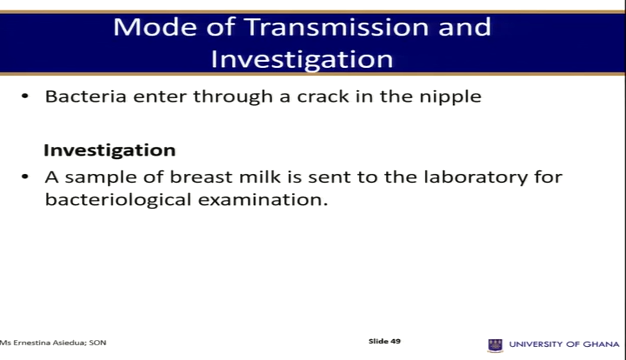 Mode of Transmission and
Investigation
• Bacteria enter through a crack in the nipple
Investigation
• A sample of breast milk is sent to the laboratory for
bacteriological examination.
Ms Ernestina Asiedua; SON
Slide 49
UNIVERSITY OF GHANA